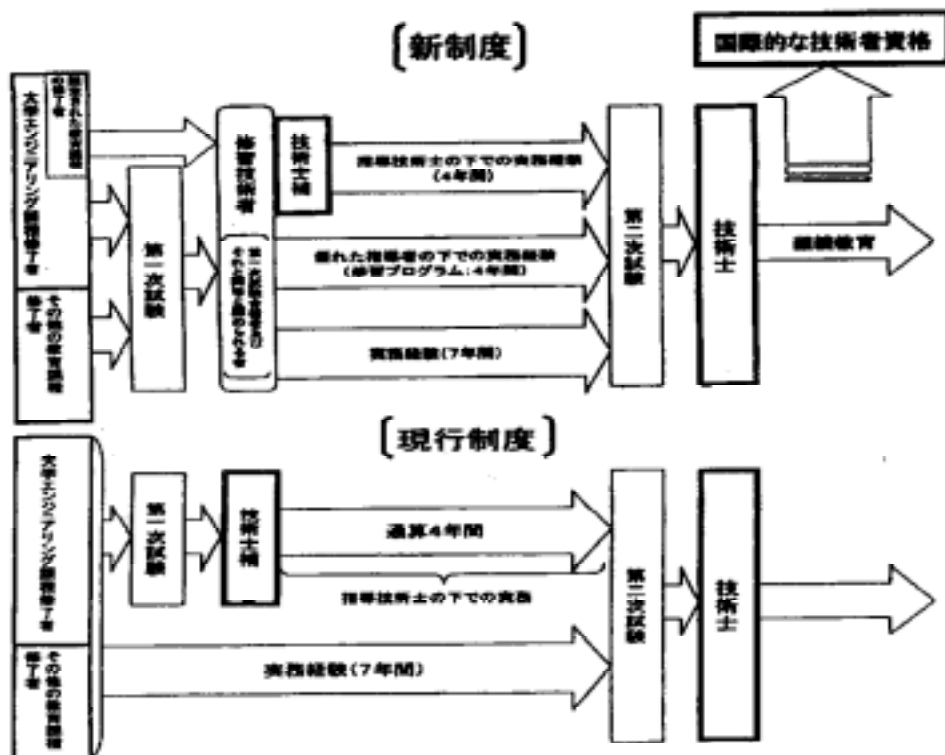 〔新制度〕
国際的な技術者資格
大学エンジニアリング課程修了者
認定された教育課程
の修了者
その他の教育課程
修了者
第一次試験
修習技術者
技術士補
指導技術士の下での実務経験
(4年間)
優れた指導者の下での実務経験
(修習プログラム:4年間)
実務経験(7年間)
第二次試験
技術士
継続教育
〔現行制度〕
大学エンジニアリング課程修了者
その他の教育課程
修了者
第一次試験
技術士補
通算4年間
指導技術士の下での実務
実務経験(7年間)
第二次試験
技術士